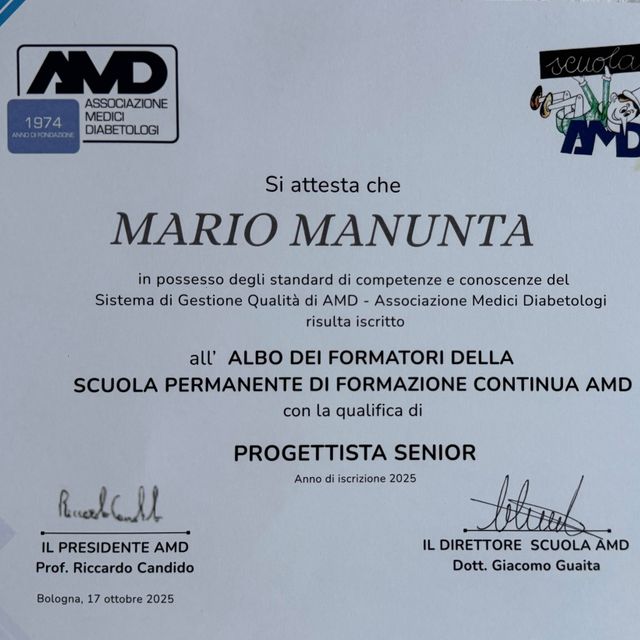 AMD
1974
ANNO DI FONDAZIONE
ASSOCIAZIONE
MEDICI
DIABETOLOGI
scuola
AMD
Si attesta che
MARIO MANUNTA
in possesso degli standard di competenze e conoscenze del
Sistema di Gestione Qualità di AMD - Associazione Medici Diabetologi
risulta iscritto
all' ALBO DEI FORMATORI DELLA
SCUOLA PERMANENTE DI FORMAZIONE CONTINUA AMD
con la qualifica di
PROGETTISTA SENIOR
Anno di iscrizione 2025
IL PRESIDENTE AMD
Prof. Riccardo Candido
IL DIRETTORE SCUOLA AMD
Dott. Giacomo Guaita
Bologna, 17 ottobre 2025